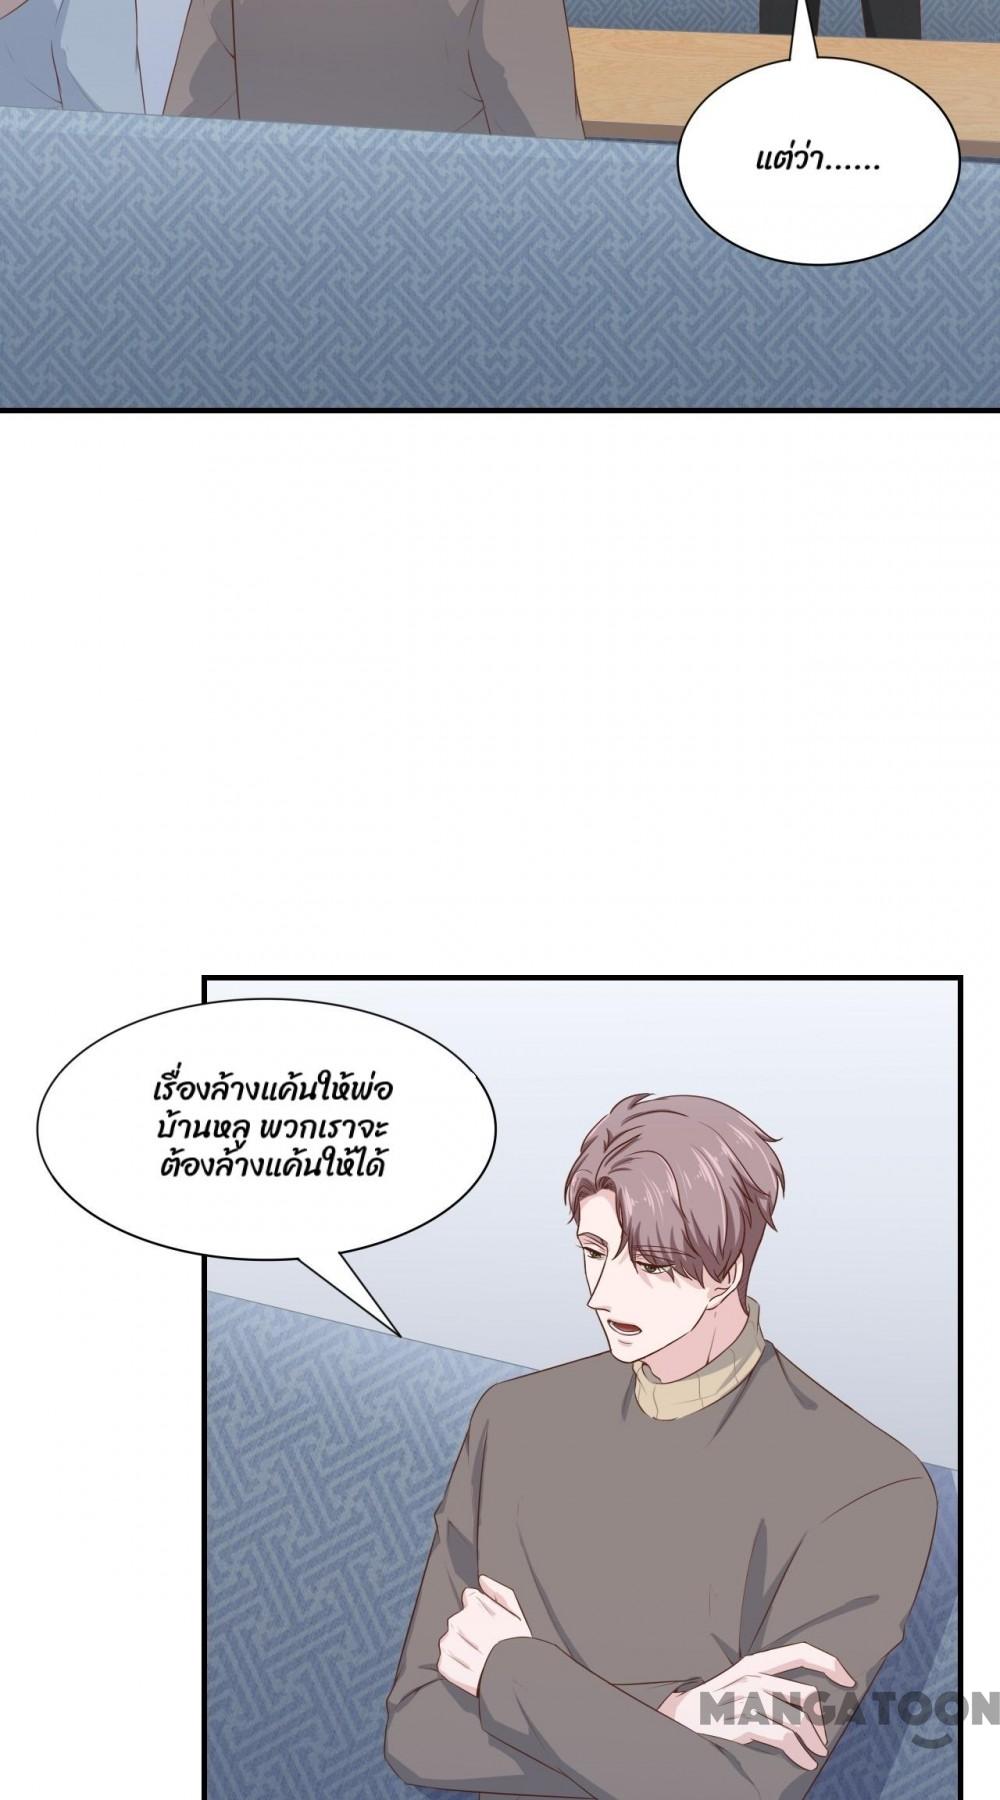 แต่ว่า......
เรื่องล้างแค้นให้พ่อ
บ้านหลู พวกเราจะ
ต้องล้างแค้นให้ได้
MANGATOON